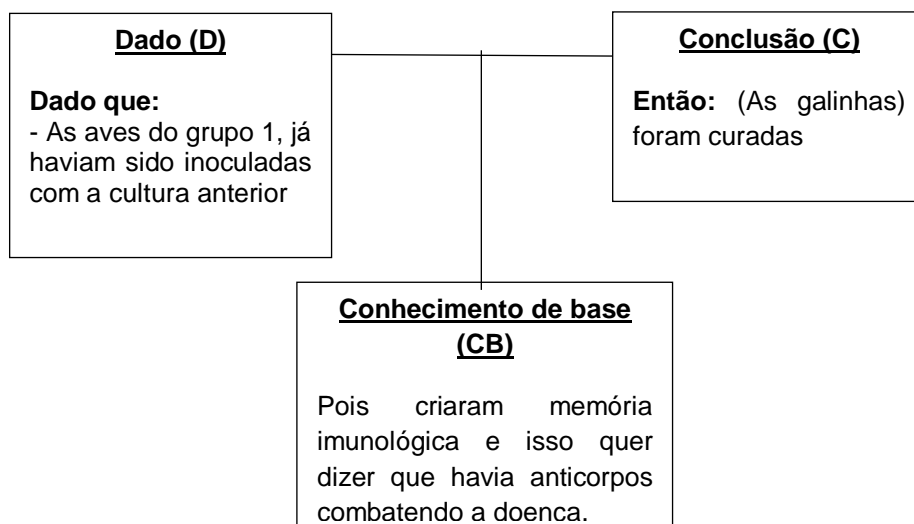 Dado (D)
Dado que:
- As aves do grupo 1, já
haviam sido inoculadas
com a cultura anterior
Conclusão (C)
Então: (As galinhas)
foram curadas
Conhecimento de base
(CB)
Pois criaram memória
imunológica e isso quer
dizer que havia anticorpos
combatendo a doença.